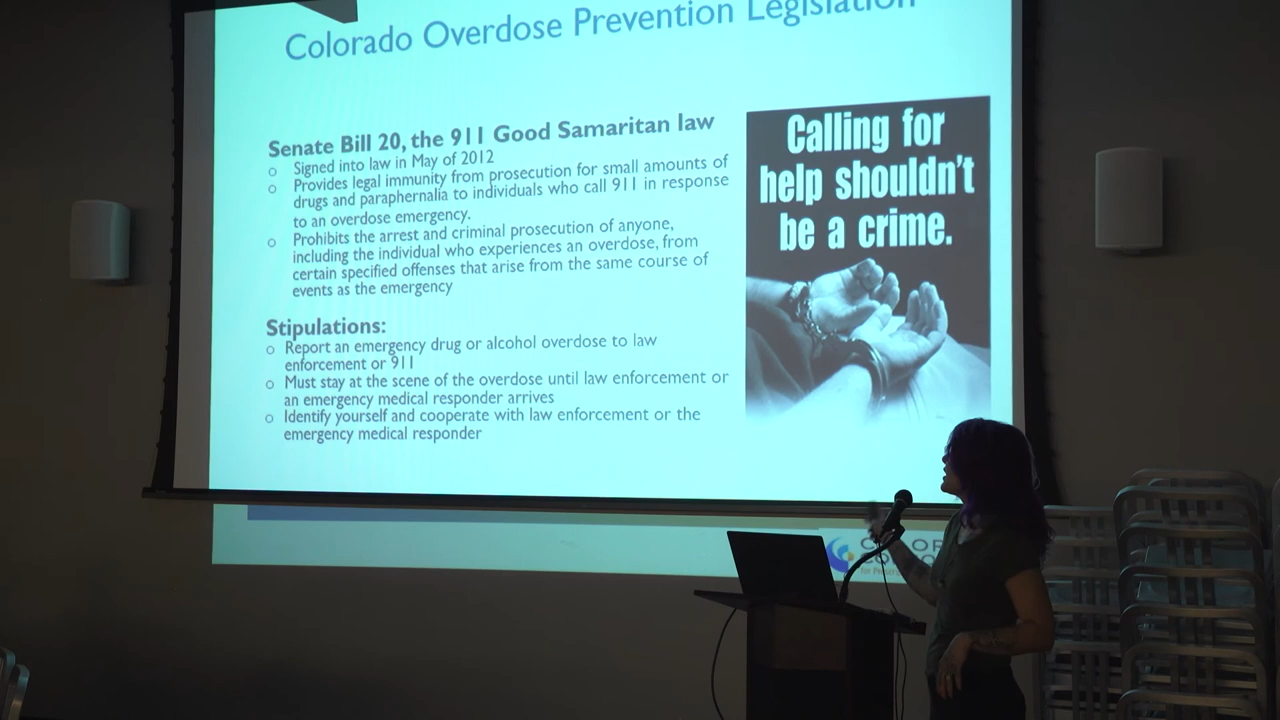 Colorado Overdose Prevention Legislation
Senate Bill 20, the 911 Good Samaritan law
o Signed into law in May of 2012
o Provides legal immunity from prosecution for small amounts of
drugs and paraphernalia to individuals who call 911 in response
to an overdose emergency.
o Prohibits the arrest and criminal prosecution of anyone,
including the individual who experiences an overdose, from
certain specified offenses that arise from the same course of
events as the emergency
Stipulations:
o Report an emergency drug or alcohol overdose to law
enforcement or 911
o Must stay at the scene of the overdose until law enforcement or
an emergency medical responder arrives
o Identify yourself and cooperate with law enforcement or the
emergency medical responder
Calling for
help shouldn't
be a crime.